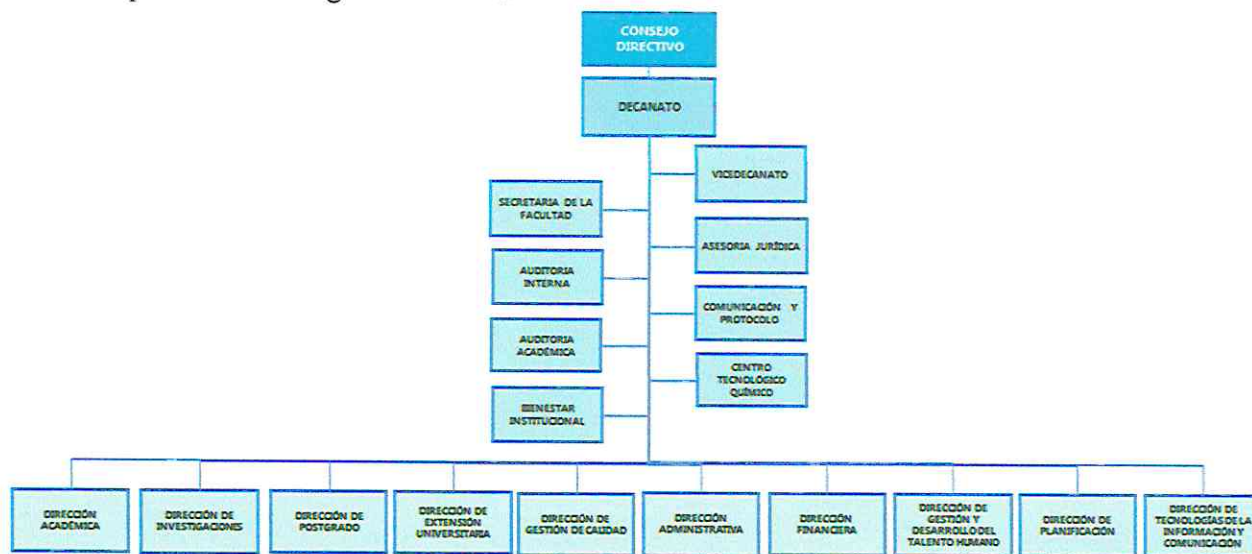 CONSEJO
DIRECTIVO
DECANATO
VICEDECANATO
SECRETARIA DE LA
FACULTAD
ASESORIA JURÍDICA
AUDITORIA
INTERNA
COMUNICACIÓN Y
PROTOCOLO
AUDITORIA
ACADÉMICA
CENTRO
TECNOLÓGICO
QUÍMICO
BIENESTAR
INSTITUCIONAL
DIRECCIÓN
ACADÉMICA
DIRECCIÓN DE
INVESTIGACIONES
DIRECCIÓN DE
POSTGRADO
DIRECCIÓN DE
EXTENSIÓN
UNIVERSITARIA
DIRECCIÓN DE
GESTIÓN DE CALIDAD
DIRECCIÓN
ADMINISTRATIVA
DIRECCIÓN
FINANCIERA
DIRECCIÓN DE
GESTIÓN Y
DESARROLLO DEL
TALENTO HUMANO
DIRECCIÓN DE
PLANIFICACIÓN
DIRECCIÓN DE
TECNOLOGÍAS DE LA
INFORMACIÓN Y
COMUNICACIÓN